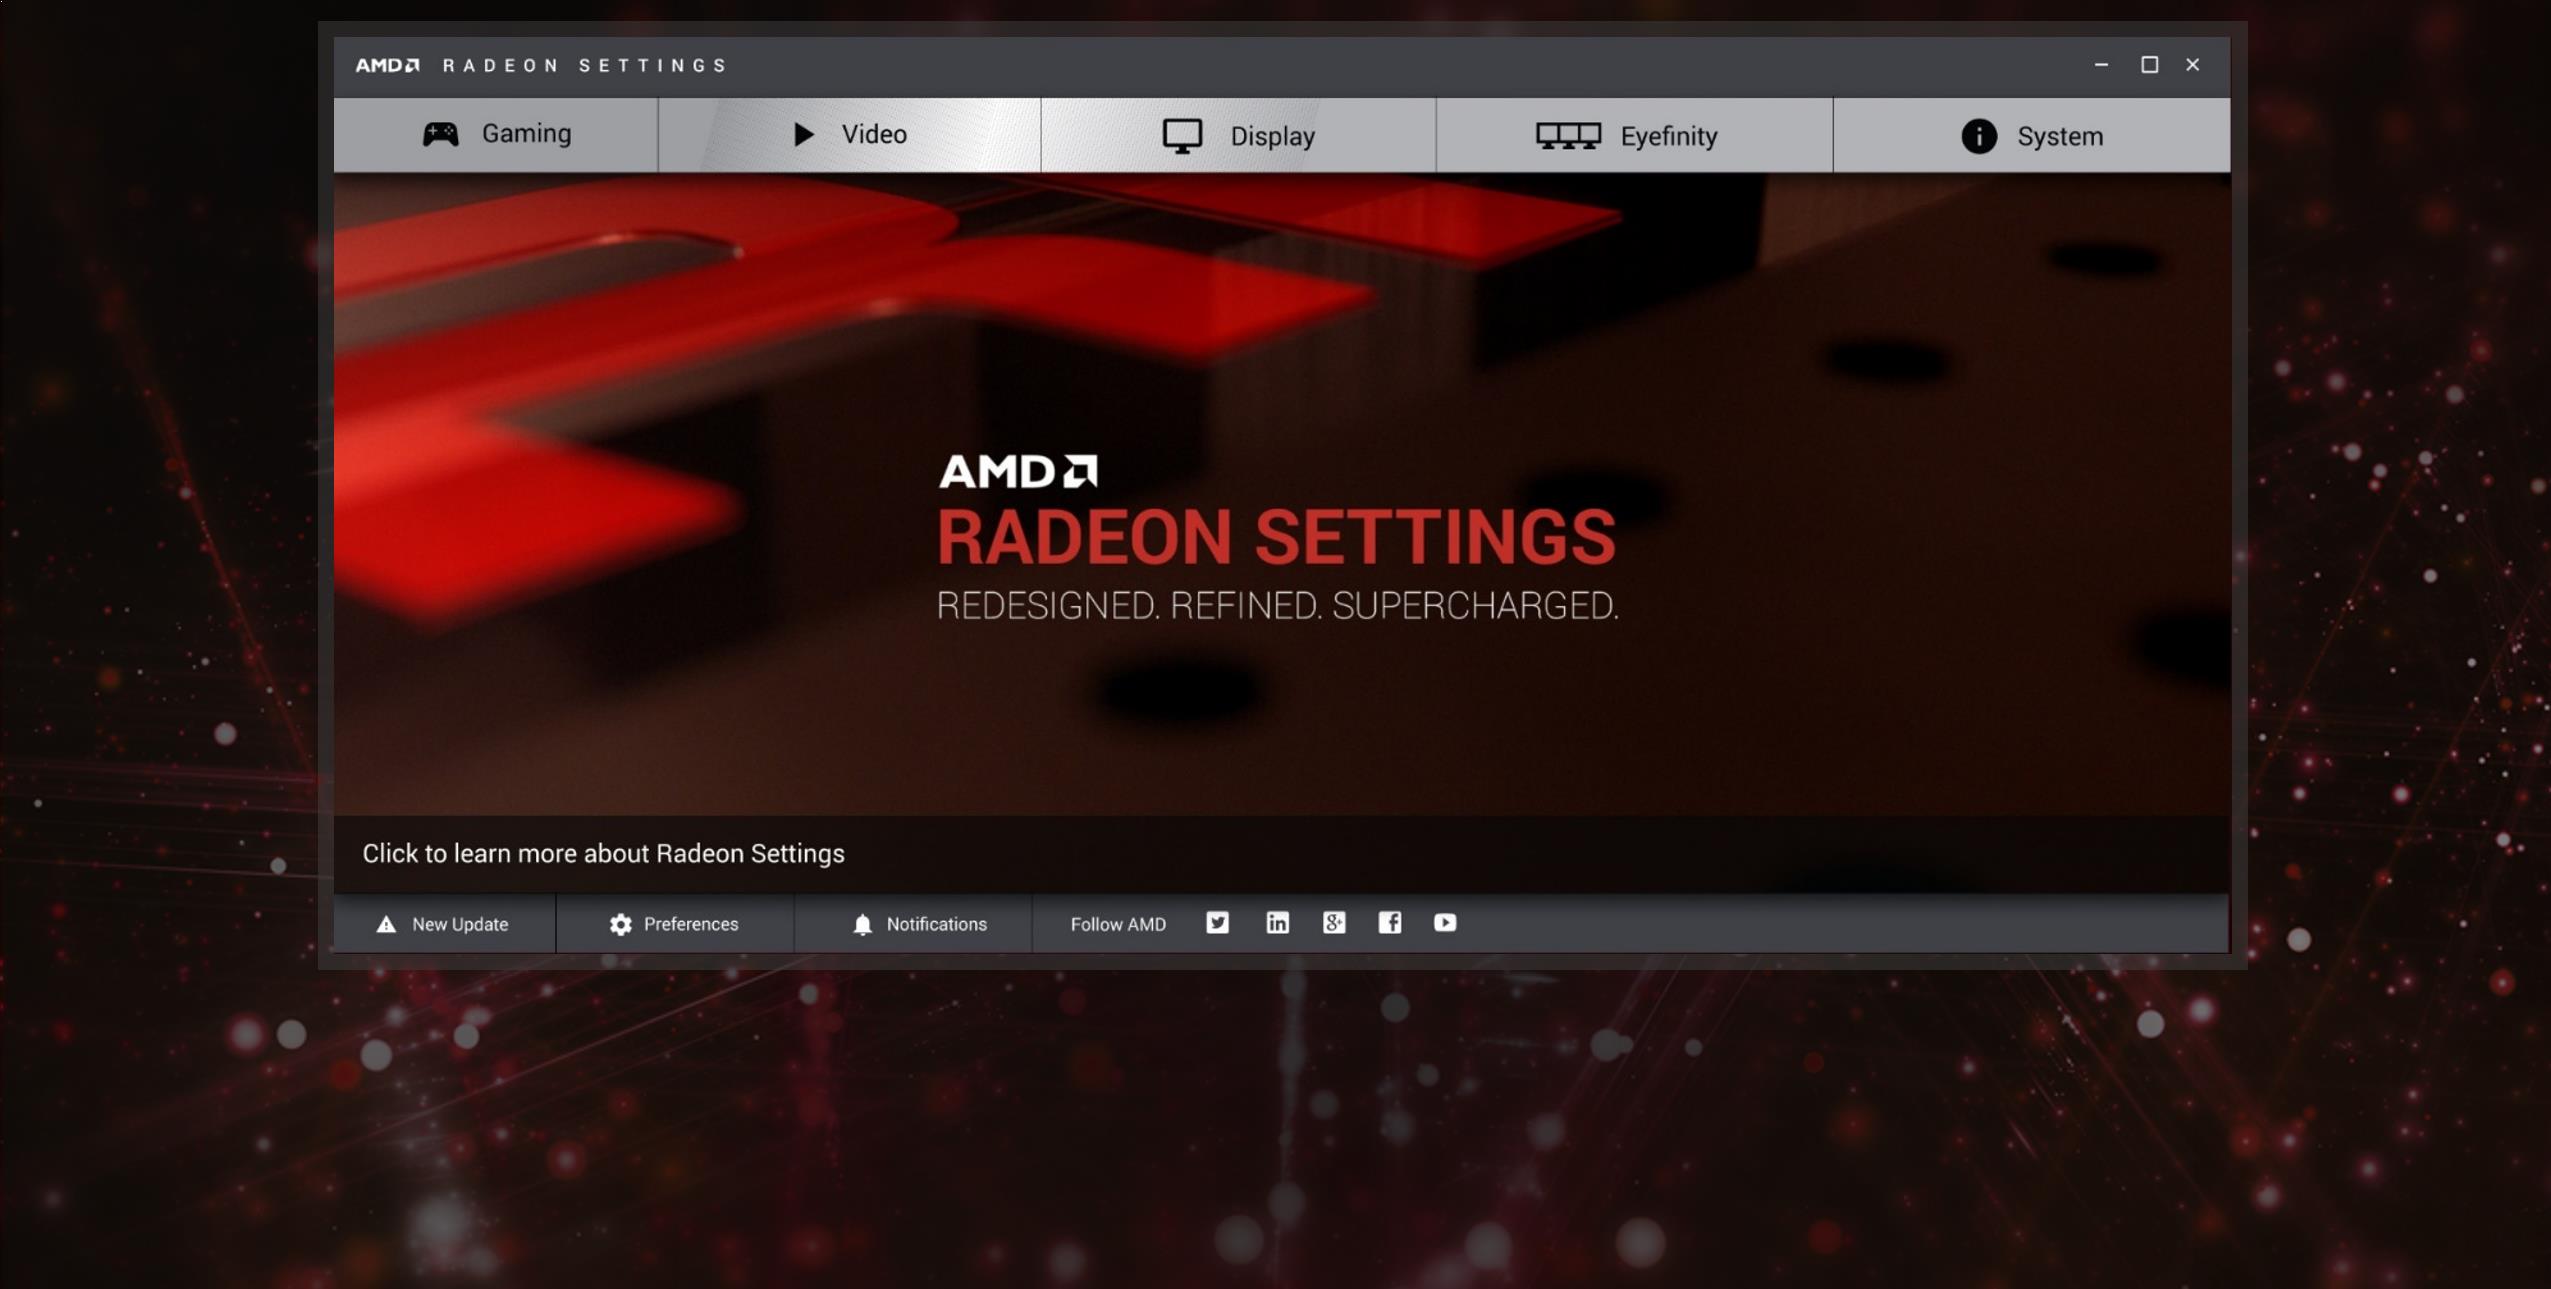 AMD RADEON SETTINGS
Gaming
Video
Display
Eyefinity
System
AMD
RADEON SETTINGS
REDESIGNED. REFINED. SUPERCHARGED.
Click to learn more about Radeon Settings
New Update
Preferences
Notifications
Follow AMD